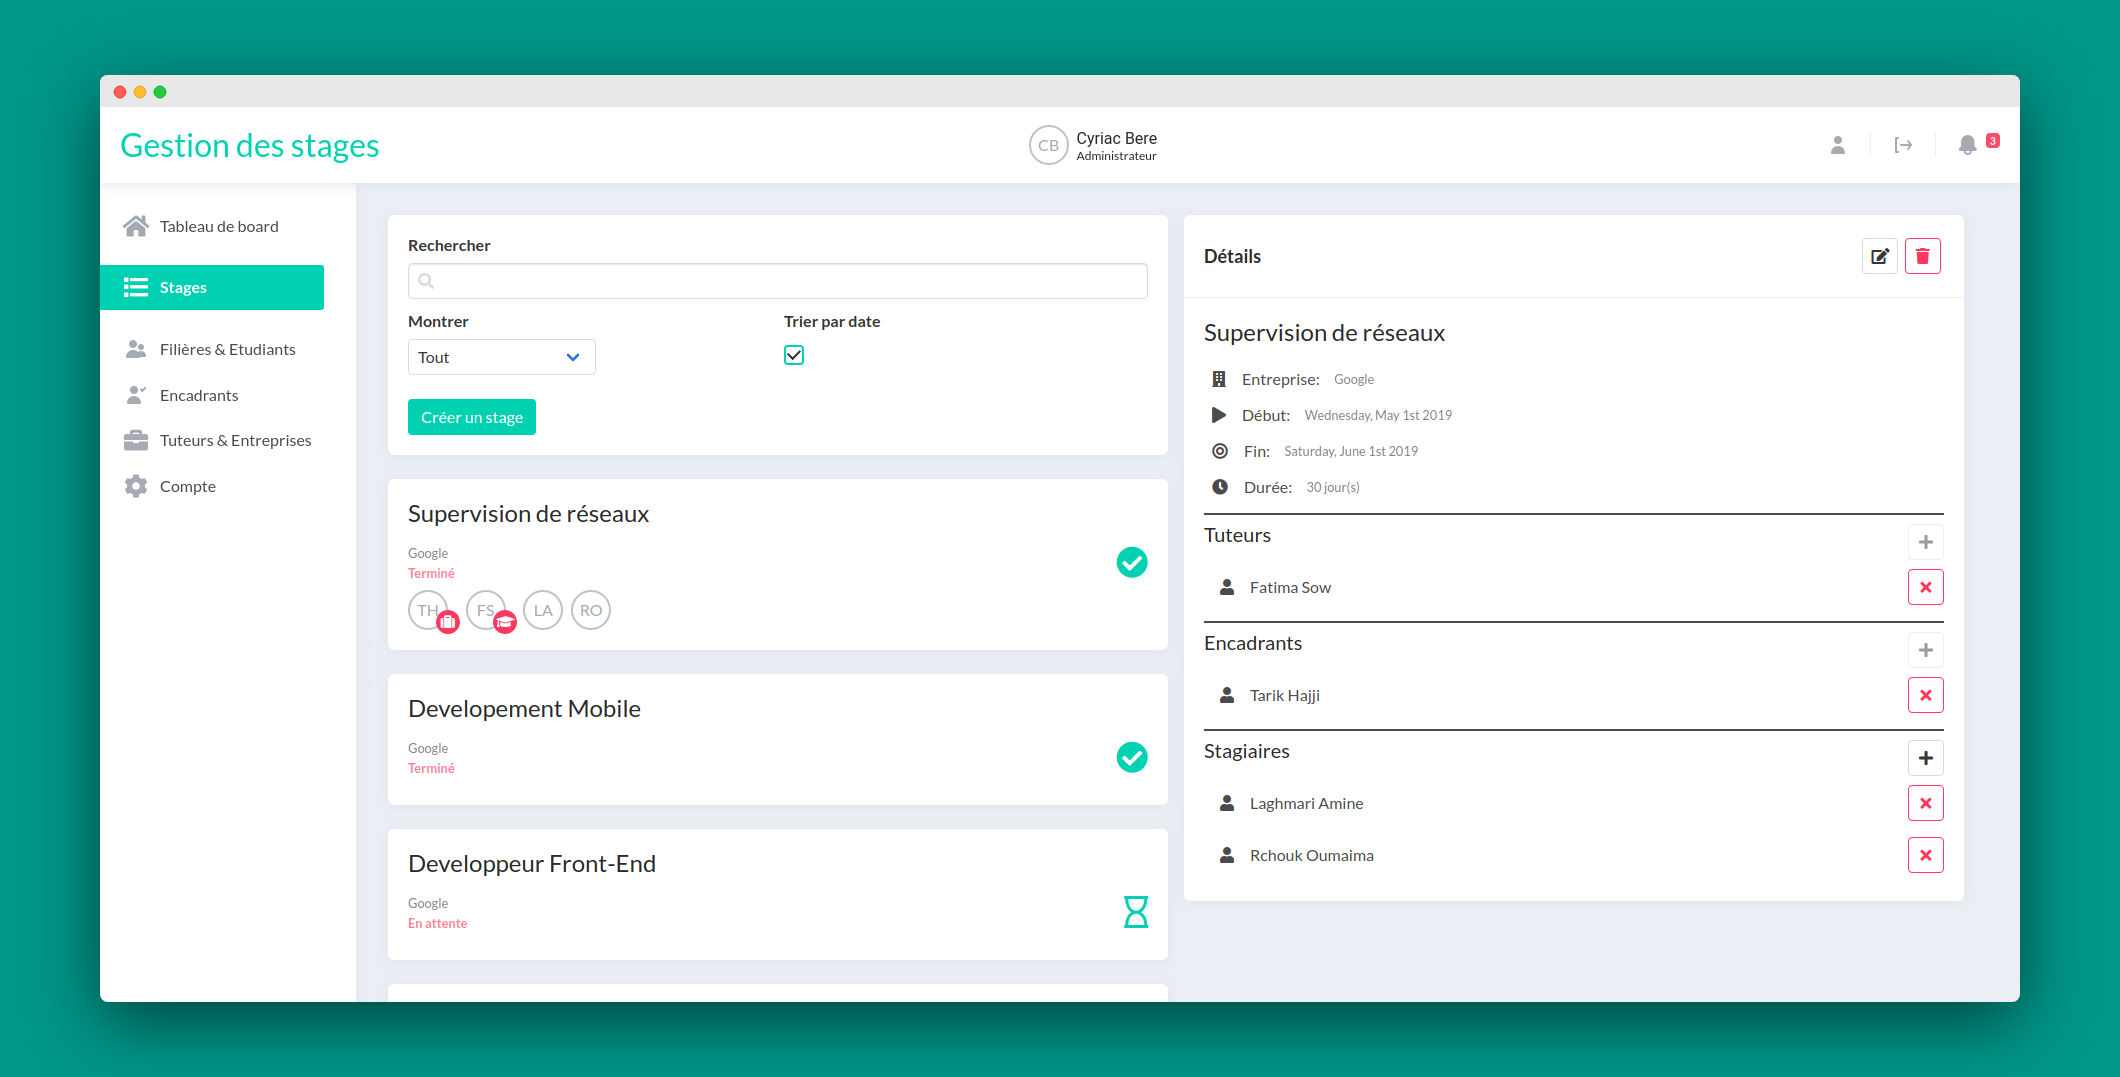 Gestion des stages
CB
Cyriac Bere
Administrateur
3
Tableau de board
Stages
Filières & Etudiants
Encadrants
Tuteurs & Entreprises
Compte
Rechercher
Montrer
Trier par date
Tout
Créer un stage
Supervision de réseaux
Google
Terminé
TH FS LA RO
Developement Mobile
Google
Terminé
Developpeur Front-End
Google
En attente
Détails
Supervision de réseaux
Entreprise: Google
Début: Wednesday, May 1st 2019
Fin: Saturday, June 1st 2019
Durée: 30 jour(s)
Tuteurs
Fatima Sow
Encadrants
Tarik Hajji
Stagiaires
Laghmari Amine
Rchouk Oumaima